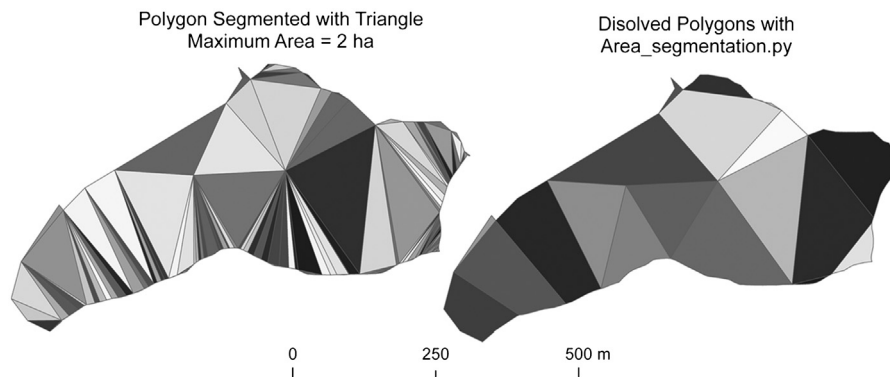 Polygon Segmented with Triangle
Maximum Area = 2 ha
Disolved Polygons with
Area_segmentation.py
0 250 500 m